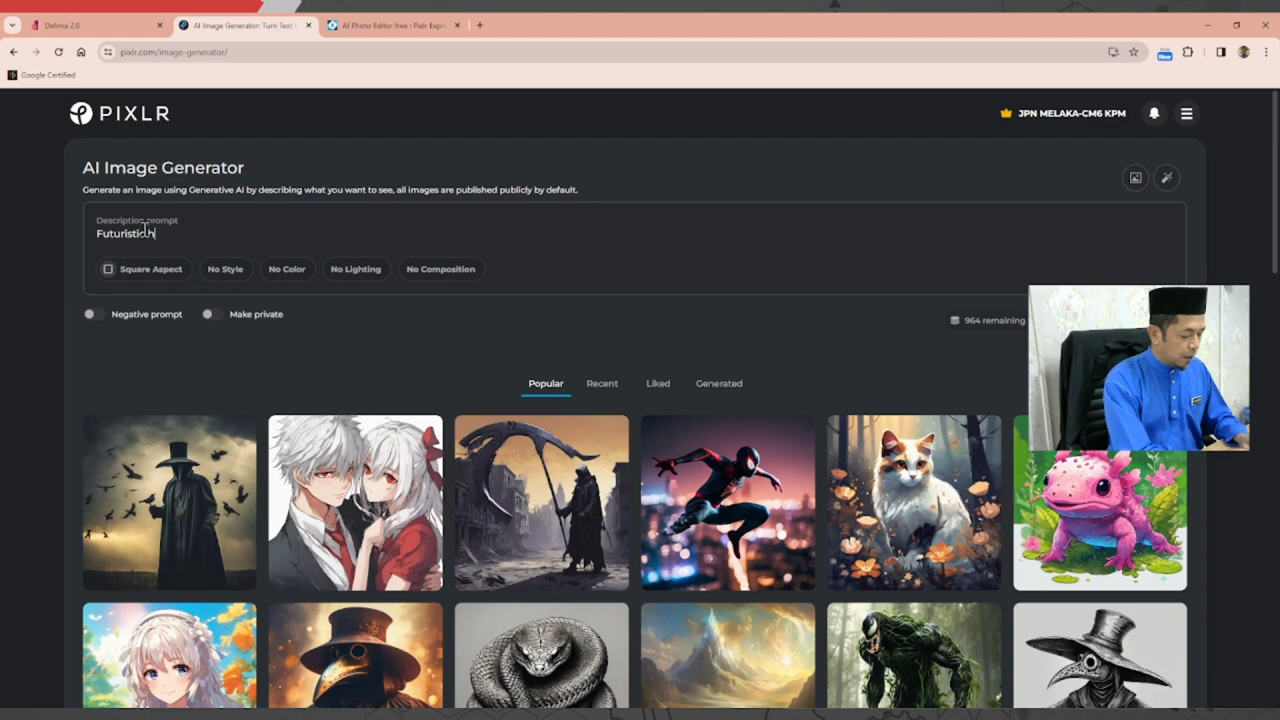 Delima 2.0
AI Image Generator: Turn Text t
AI Photo Editor free : Pixlr Expre
pixlr.com/image-generator/
New
Google Certified
PIXLR
JPN MELAKA-CM6 KPM
AI Image Generator
Generate an image using Generative AI by describing what you want to see, all images are published publicly by default.
Description prompt
Futuristic h
Square Aspect
No Style
No Color
No Lighting
No Composition
Negative prompt
Make private
964 remaining
Popular
Recent
Liked
Generated